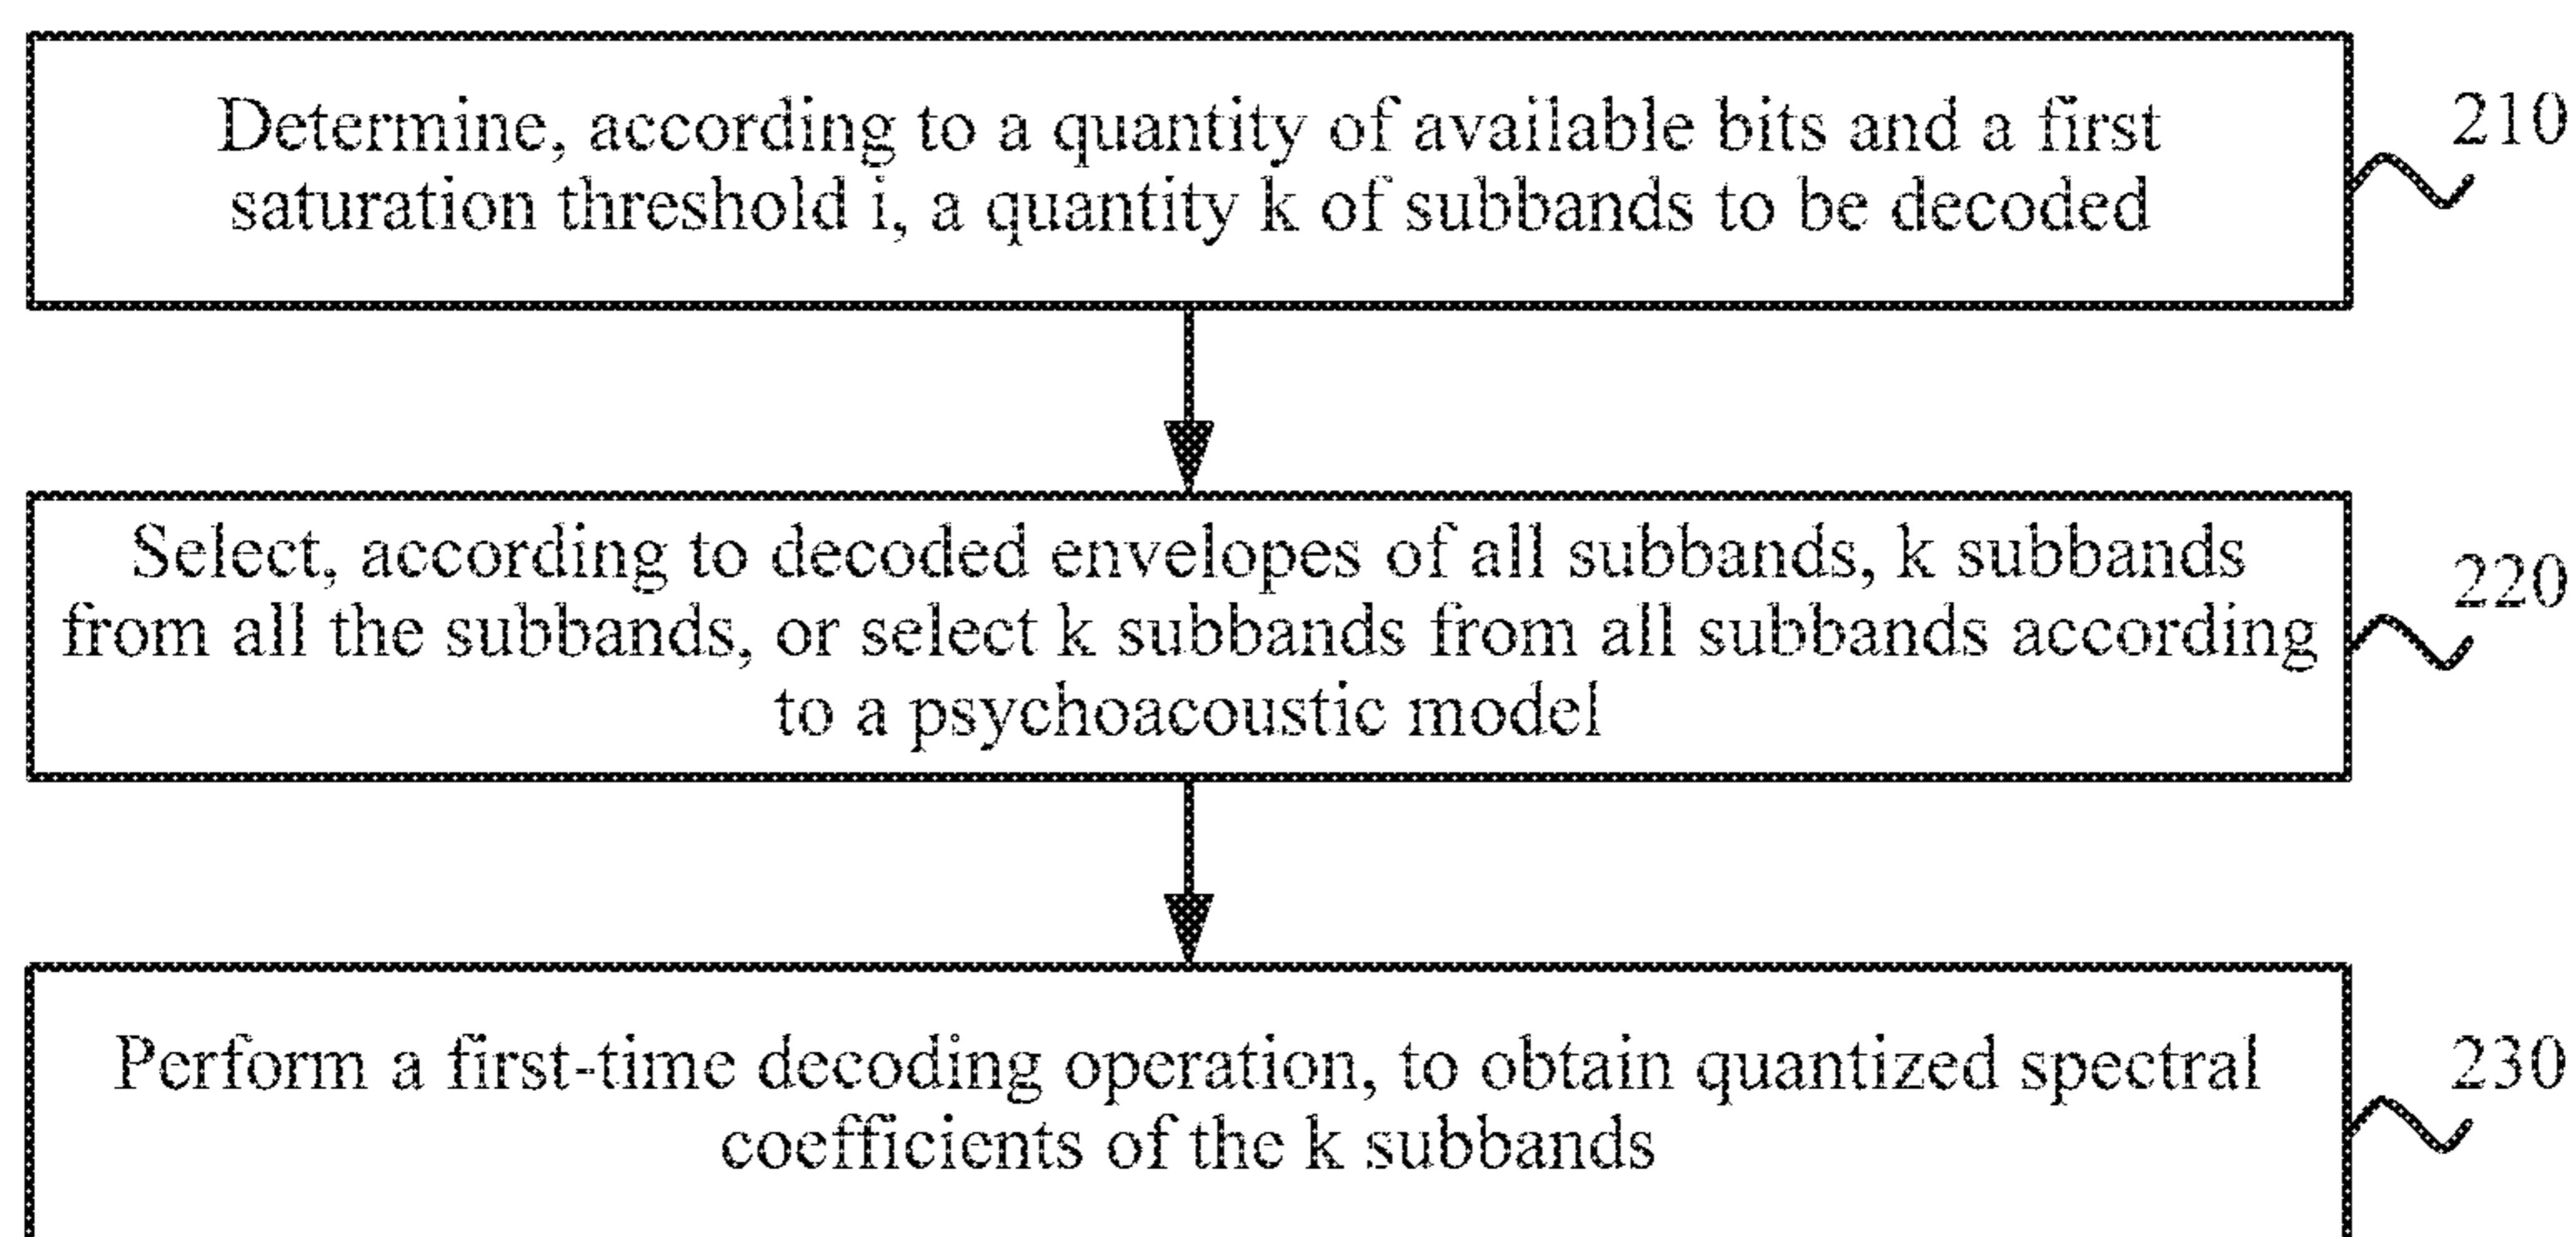 Determine, according to a quantity of available bits and a first
saturation threshold i, a quantity k of subbands to be decoded
210
Select, according to decoded envelopes of all subbands, k subbands
from all the subbands, or select k subbands from all subbands according
to a psychoacoustic model
220
Perform a first-time decoding operation, to obtain quantized spectral
coefficients of the k subbands
230